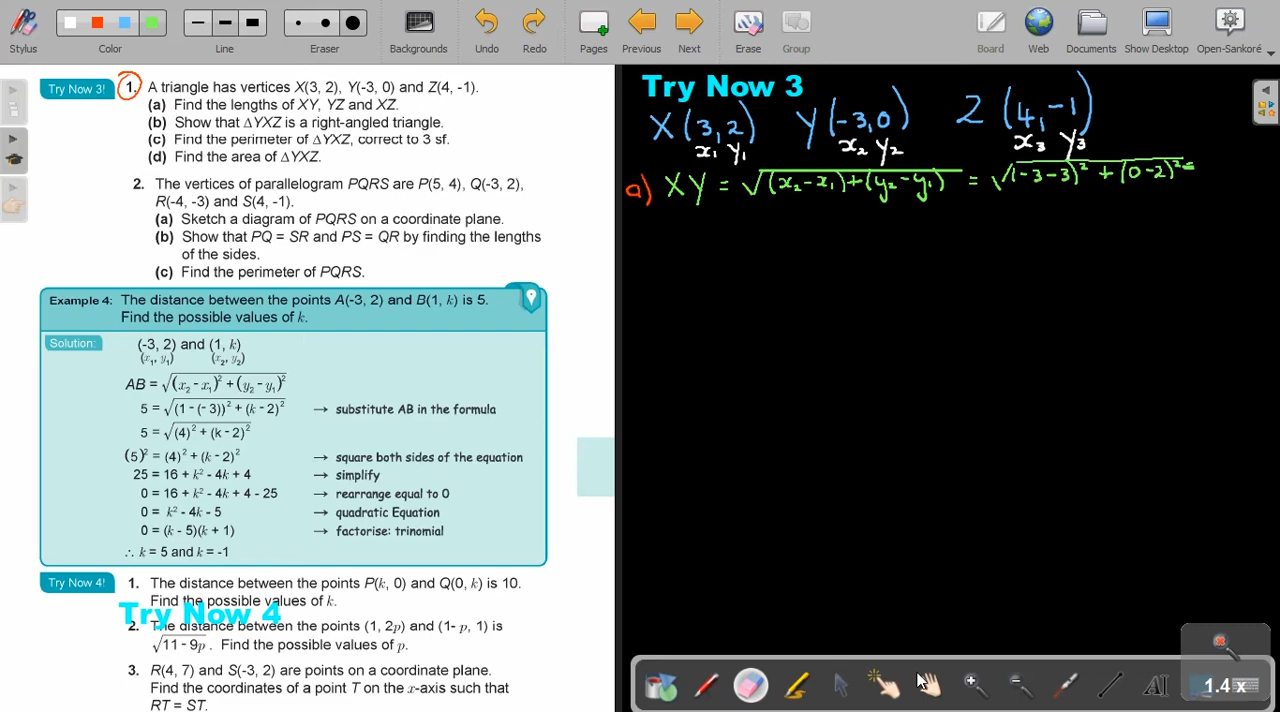 Color Line Eraser Backgrounds Undo Redo Pages Previous Next Erase Group Board Web Documents Show Desktop Open-Sankoré
Stylus
Try Now 3! 1. A triangle has vertices X(3, 2), Y(-3, 0) and Z(4, -1).
(a) Find the lengths of XY, YZ and XZ.
(b) Show that ΔYXZ is a right-angled triangle.
(c) Find the perimeter of ΔYXZ, correct to 3 sf.
(d) Find the area of ΔYXZ.
2. The vertices of parallelogram PQRS are P(5, 4), Q(-3, 2),
R(-4, -3) and S(4, -1).
(a) Sketch a diagram of PQRS on a coordinate plane.
(b) Show that PQ = SR and PS = QR by finding the lengths
of the sides.
(c) Find the perimeter of PQRS.
Example 4: The distance between the points A(-3, 2) and B(1, k) is 5.
Find the possible values of k.
Solution:
(-3, 2) and (1, k)
(x₁, y₁) (x₂, y₂)
AB = √(x₂ - x₁)² + (y₂ - y₁)²
5 = √(1 - (- 3))² + (k - 2)² → substitute AB in the formula
5 = √(4)² + (k - 2)²
(5)² = (4)² + (k - 2)² → square both sides of the equation
25 = 16 + k² - 4k + 4 → simplify
0 = 16 + k² - 4k + 4 - 25 → rearrange equal to 0
0 = k² - 4k - 5 → quadratic Equation
0 = (k - 5)(k + 1) → factorise: trinomial
∴ k = 5 and k = -1
Try Now 4! 1. The distance between the points P(k, 0) and Q(0, k) is 10.
Find the possible values of k.
Try Now 4
2. The distance between the points (1, 2p) and (1- p, 1) is
√11 - 9p . Find the possible values of p.
3. R(4, 7) and S(-3, 2) are points on a coordinate plane.
Find the coordinates of a point T on the x-axis such that
RT = ST.
Try Now 3
X (3, 2) Y (-3, 0) Z (4, -1)
x₁ y₁ x₂ y₂ x₃ y₃
a) XY = √(x₂ - x₁) + (y₂ - y₁) = √(-3 - 3)² + (0 - 2)² =
1.4 x